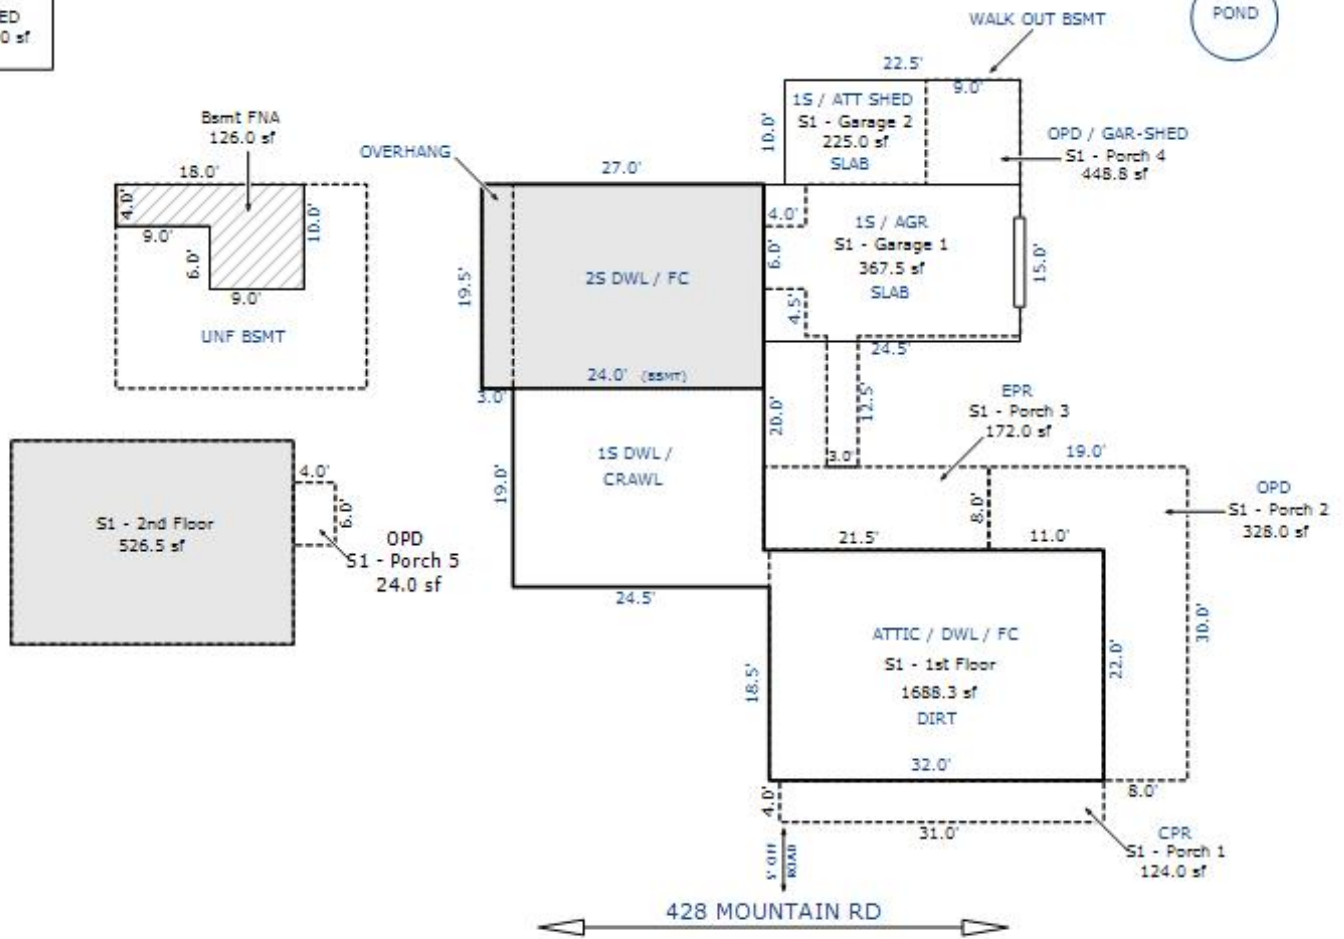 ED
0 sf
WALK OUT BSMT
POND
22.5'
9.0'
Bsmt FNA
126.0 sf
OVERHANG
1S / ATT SHED
S1 - Garage 2
225.0 sf
SLAB
10.0'
OPD / GAR-SHED
S1 - Porch 4
448.8 sf
18.0'
4.0'
9.0'
6.0'
10.0'
9.0'
UNF BSMT
27.0'
19.5'
2S DWL / FC
24.0' (BSMT)
3.0'
4.0'
6.0'
4.5'
1S / AGR
S1 - Garage 1
367.5 sf
SLAB
15.0'
24.5'
12.5'
20.0'
3.0'
EPR
S1 - Porch 3
172.0 sf
19.0'
1S DWL /
CRAWL
19.0'
24.5'
S1 - 2nd Floor
526.5 sf
4.0'
6.0'
OPD
S1 - Porch 5
24.0 sf
8.0'
21.5'
11.0'
OPD
S1 - Porch 2
328.0 sf
30.0'
ATTIC / DWL / FC
S1 - 1st Floor
1688.3 sf
DIRT
18.5'
22.0'
32.0'
8.0'
4.0'
31.0'
CPR
S1 - Porch 1
124.0 sf
5' OFF
ROAD
428 MOUNTAIN RD